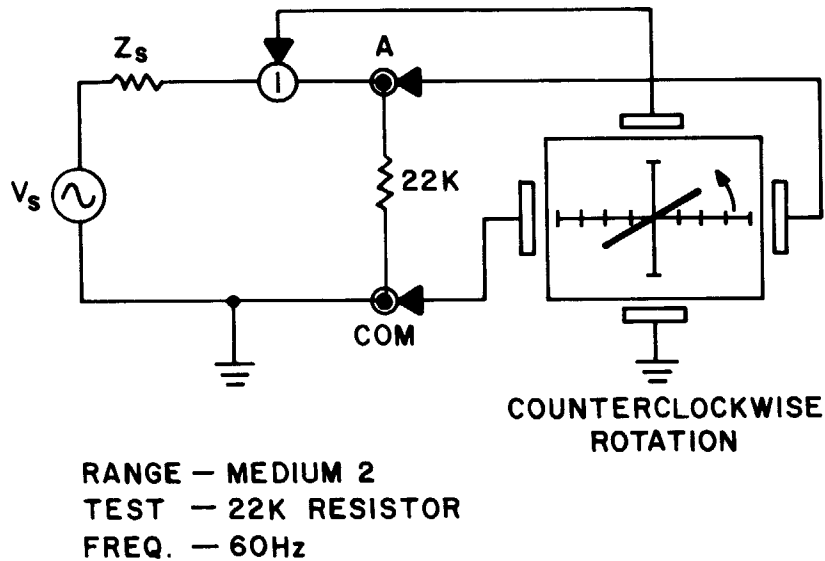 Zs
I
A
Vs
22K
COM
COUNTERCLOCKWISE
ROTATION
RANGE — MEDIUM 2
TEST — 22K RESISTOR
FREQ. — 60Hz